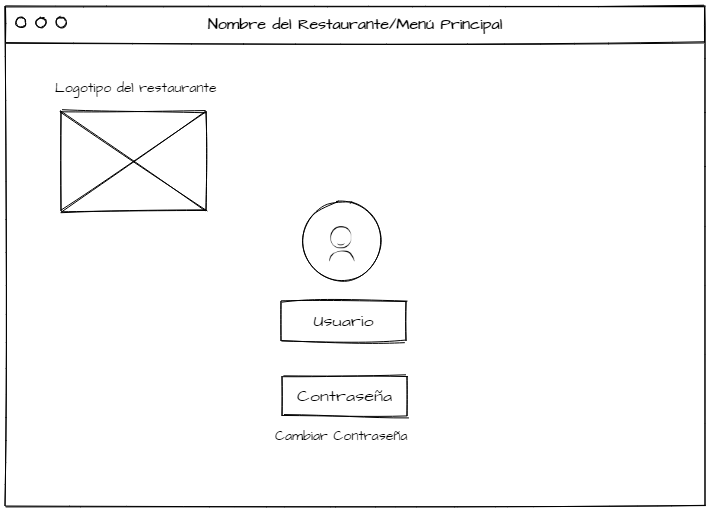 Nombre del Restaurante/Menú Principal
Logotipo del restaurante
Usuario
Contraseña
Cambiar Contraseña